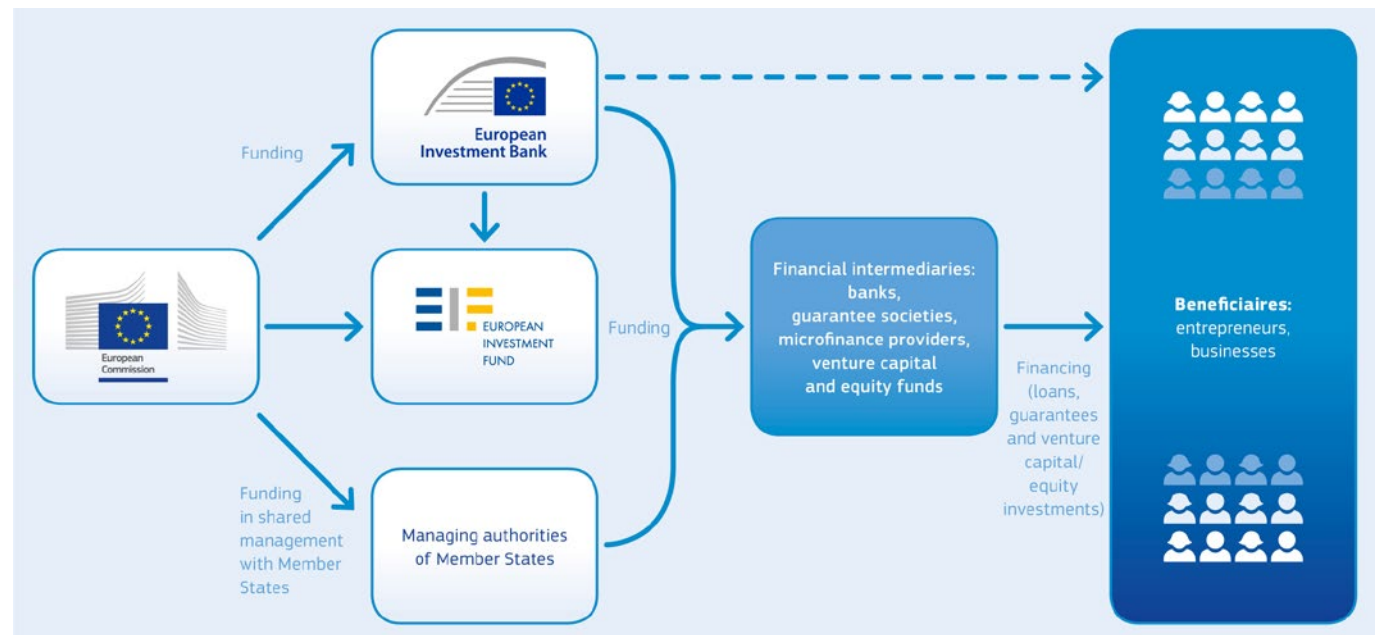 European
Investment Bank
Funding
European
Commission
EIF
EUROPEAN
INVESTMENT
FUND
Funding
Funding
in shared
management
with Member
States
Managing authorities
of Member States
Financial intermediaries:
banks,
guarantee societies,
microfinance providers,
venture capital
and equity funds
Financing
(loans,
guarantees
and venture
capital/
equity
investments)
Beneficiaires:
entrepreneurs,
businesses